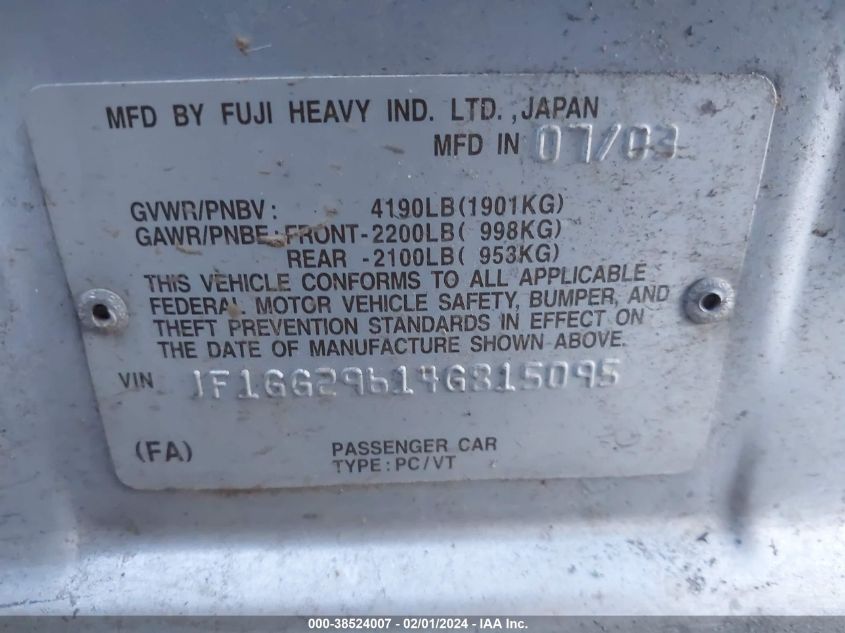 MFD BY FUJI HEAVY IND. LTD.,JAPAN
MFD IN 07/03
GVWR/PNBV: 4190LB(1901KG)
GAWR/PNBE:FRONT-2200LB( 998KG)
REAR -2100LB( 953KG)
THIS VEHICLE CONFORMS TO ALL APPLICABLE
FEDERAL MOTOR VEHICLE SAFETY, BUMPER, AND
THEFT PREVENTION STANDARDS IN EFFECT ON
THE DATE OF MANUFACTURE SHOWN ABOVE.
VIN JF1GG29614G815095
(FA) PASSENGER CAR
TYPE:PC/VT
000-38524007 - 02/01/2024 - IAA Inc.